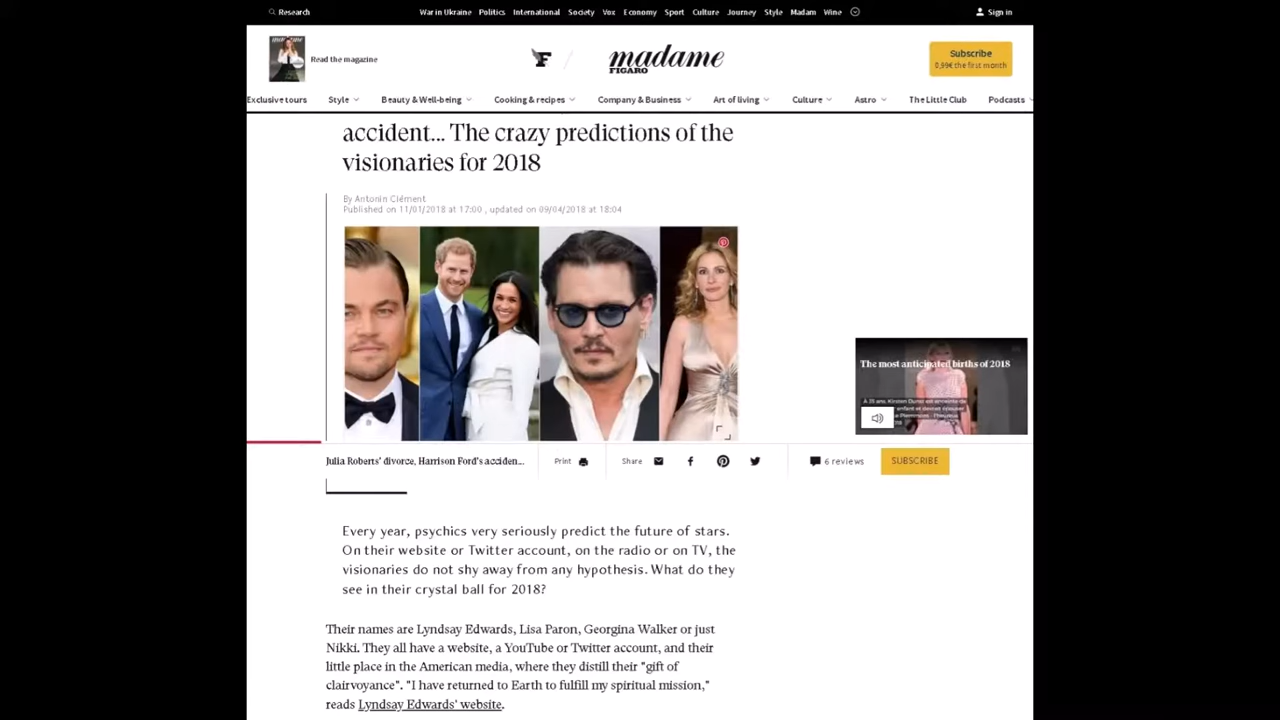 Research
War in Ukraine Politics International Society Vox Economy Sport Culture Journey Style Madam Wine
Sign in
Read the magazine
F
madame
FIGARO
Subscribe
0,99€ the first month
Exclusive tours Style Beauty & Well-being Cooking & recipes Company & Business Art of living Culture Astro The Little Club Podcasts
accident... The crazy predictions of the
visionaries for 2018
By Antonin Clément
Published on 11/01/2018 at 17:00 , updated on 09/04/2018 at 18:04
The most anticipated births of 2018
À 35 ans, Kirsten Dunst est enceinte de
Julia Roberts' divorce, Harrison Ford's acciden...
Print
Share
6 reviews
SUBSCRIBE
Every year, psychics very seriously predict the future of stars.
On their website or Twitter account, on the radio or on TV, the
visionaries do not shy away from any hypothesis. What do they
see in their crystal ball for 2018?
Their names are Lyndsay Edwards, Lisa Paron, Georgina Walker or just
Nikki. They all have a website, a YouTube or Twitter account, and their
little place in the American media, where they distill their "gift of
clairvoyance". "I have returned to Earth to fulfill my spiritual mission,"
reads Lyndsay Edwards' website.